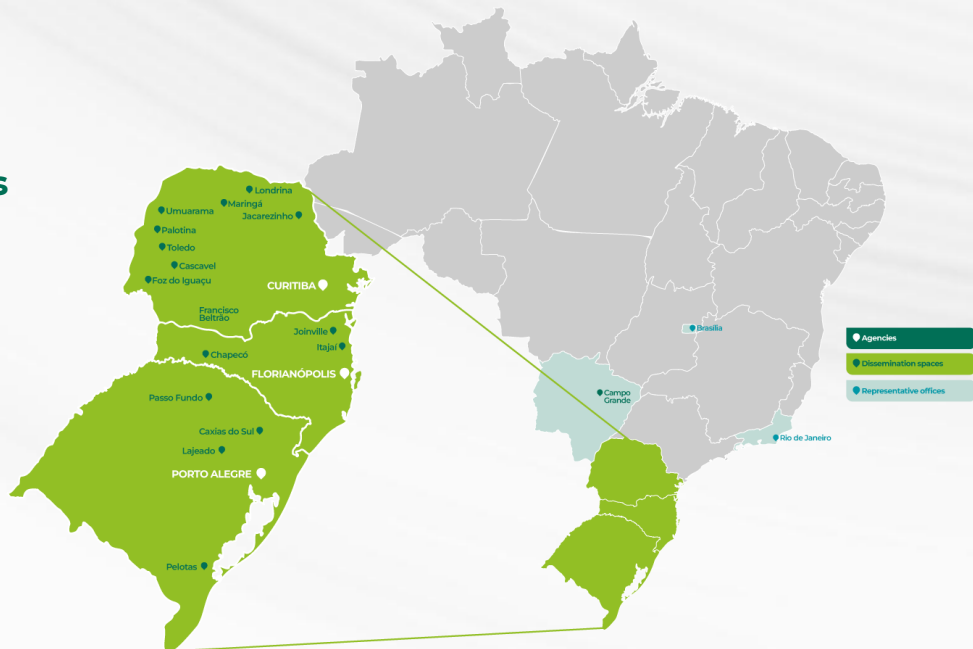 s
Londrina
Maringá
Umuarama
Jacarezinho
Palotina
Toledo
Cascavel
Foz do Iguaçu
CURITIBA
Francisco
Beltrão
Joinville
Itajaí
Chapecó
FLORIANÓPOLIS
Passo Fundo
Caxias do Sul
Lajeado
PORTO ALEGRE
Pelotas
Brasília
Campo
Grande
Rio de Janeiro
Agencies
Dissemination spaces
Representative offices